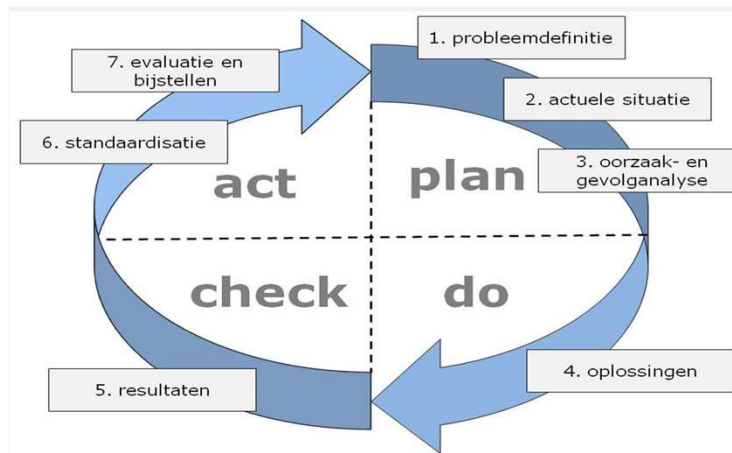 1. probleemdefinitie
7. evaluatie en
bijstellen
2. actuele situatie
6. standaardisatie
3. oorzaak- en
gevolganalyse
act
plan
check
do
4. oplossingen
5. resultaten